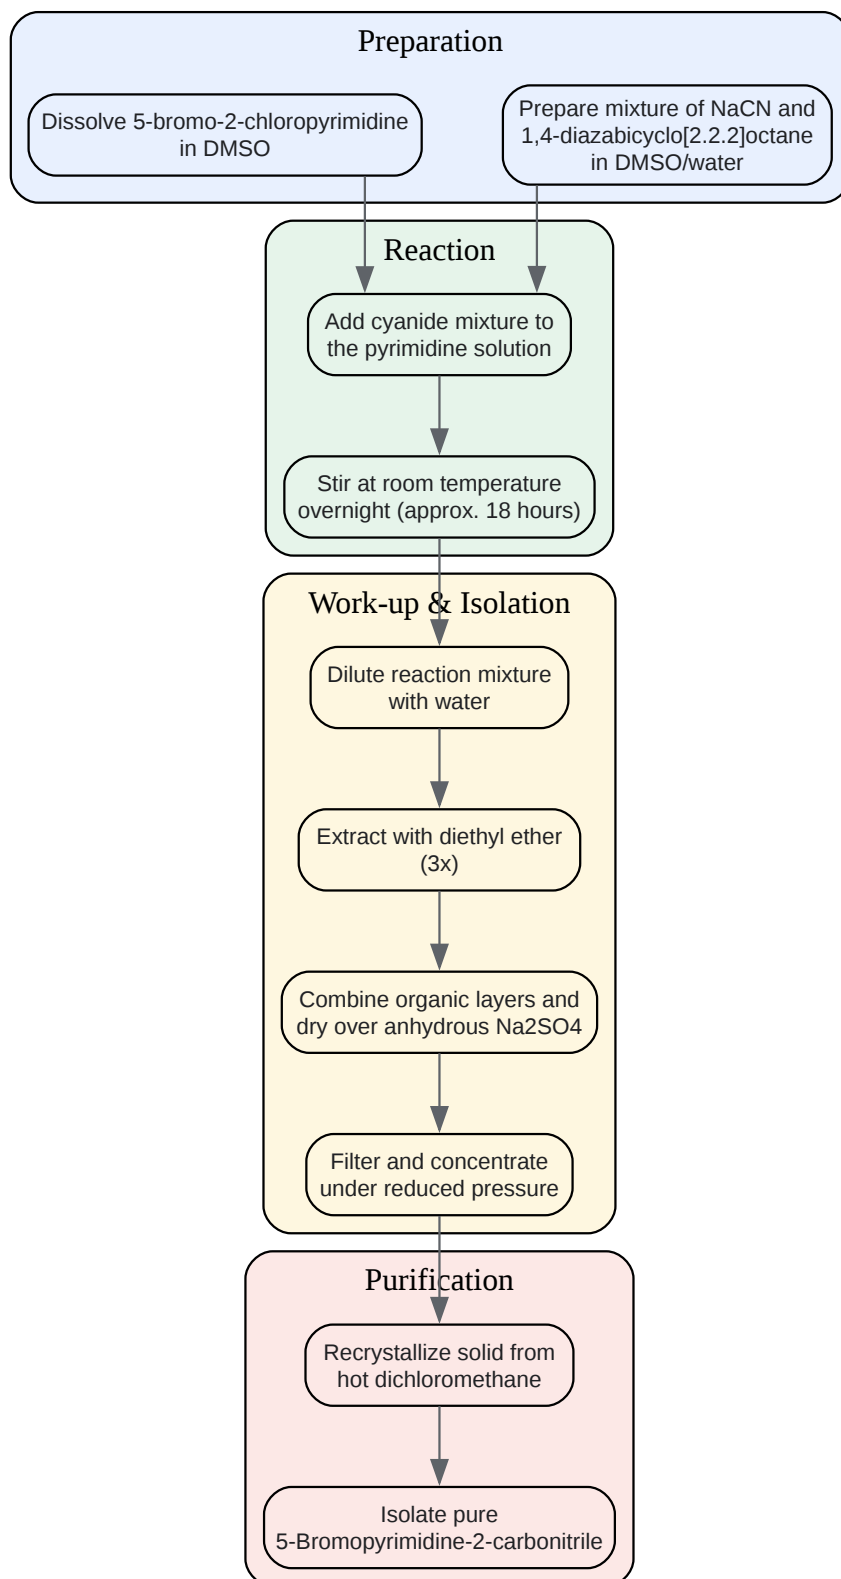 Preparation
Dissolve 5-bromo-2-chloropyrimidine
in DMSO
Prepare mixture of NaCN and
1,4-diazabicyclo[2.2.2]octane
in DMSO/water
Reaction
Add cyanide mixture to
the pyrimidine solution
Stir at room temperature
overnight (approx. 18 hours)
Work-up & Isolation
Dilute reaction mixture
with water
Extract with diethyl ether
(3x)
Combine organic layers and
dry over anhydrous Na2SO4
Filter and concentrate
under reduced pressure
Purification
Recrystallize solid from
hot dichloromethane
Isolate pure
5-Bromopyrimidine-2-carbonitrile